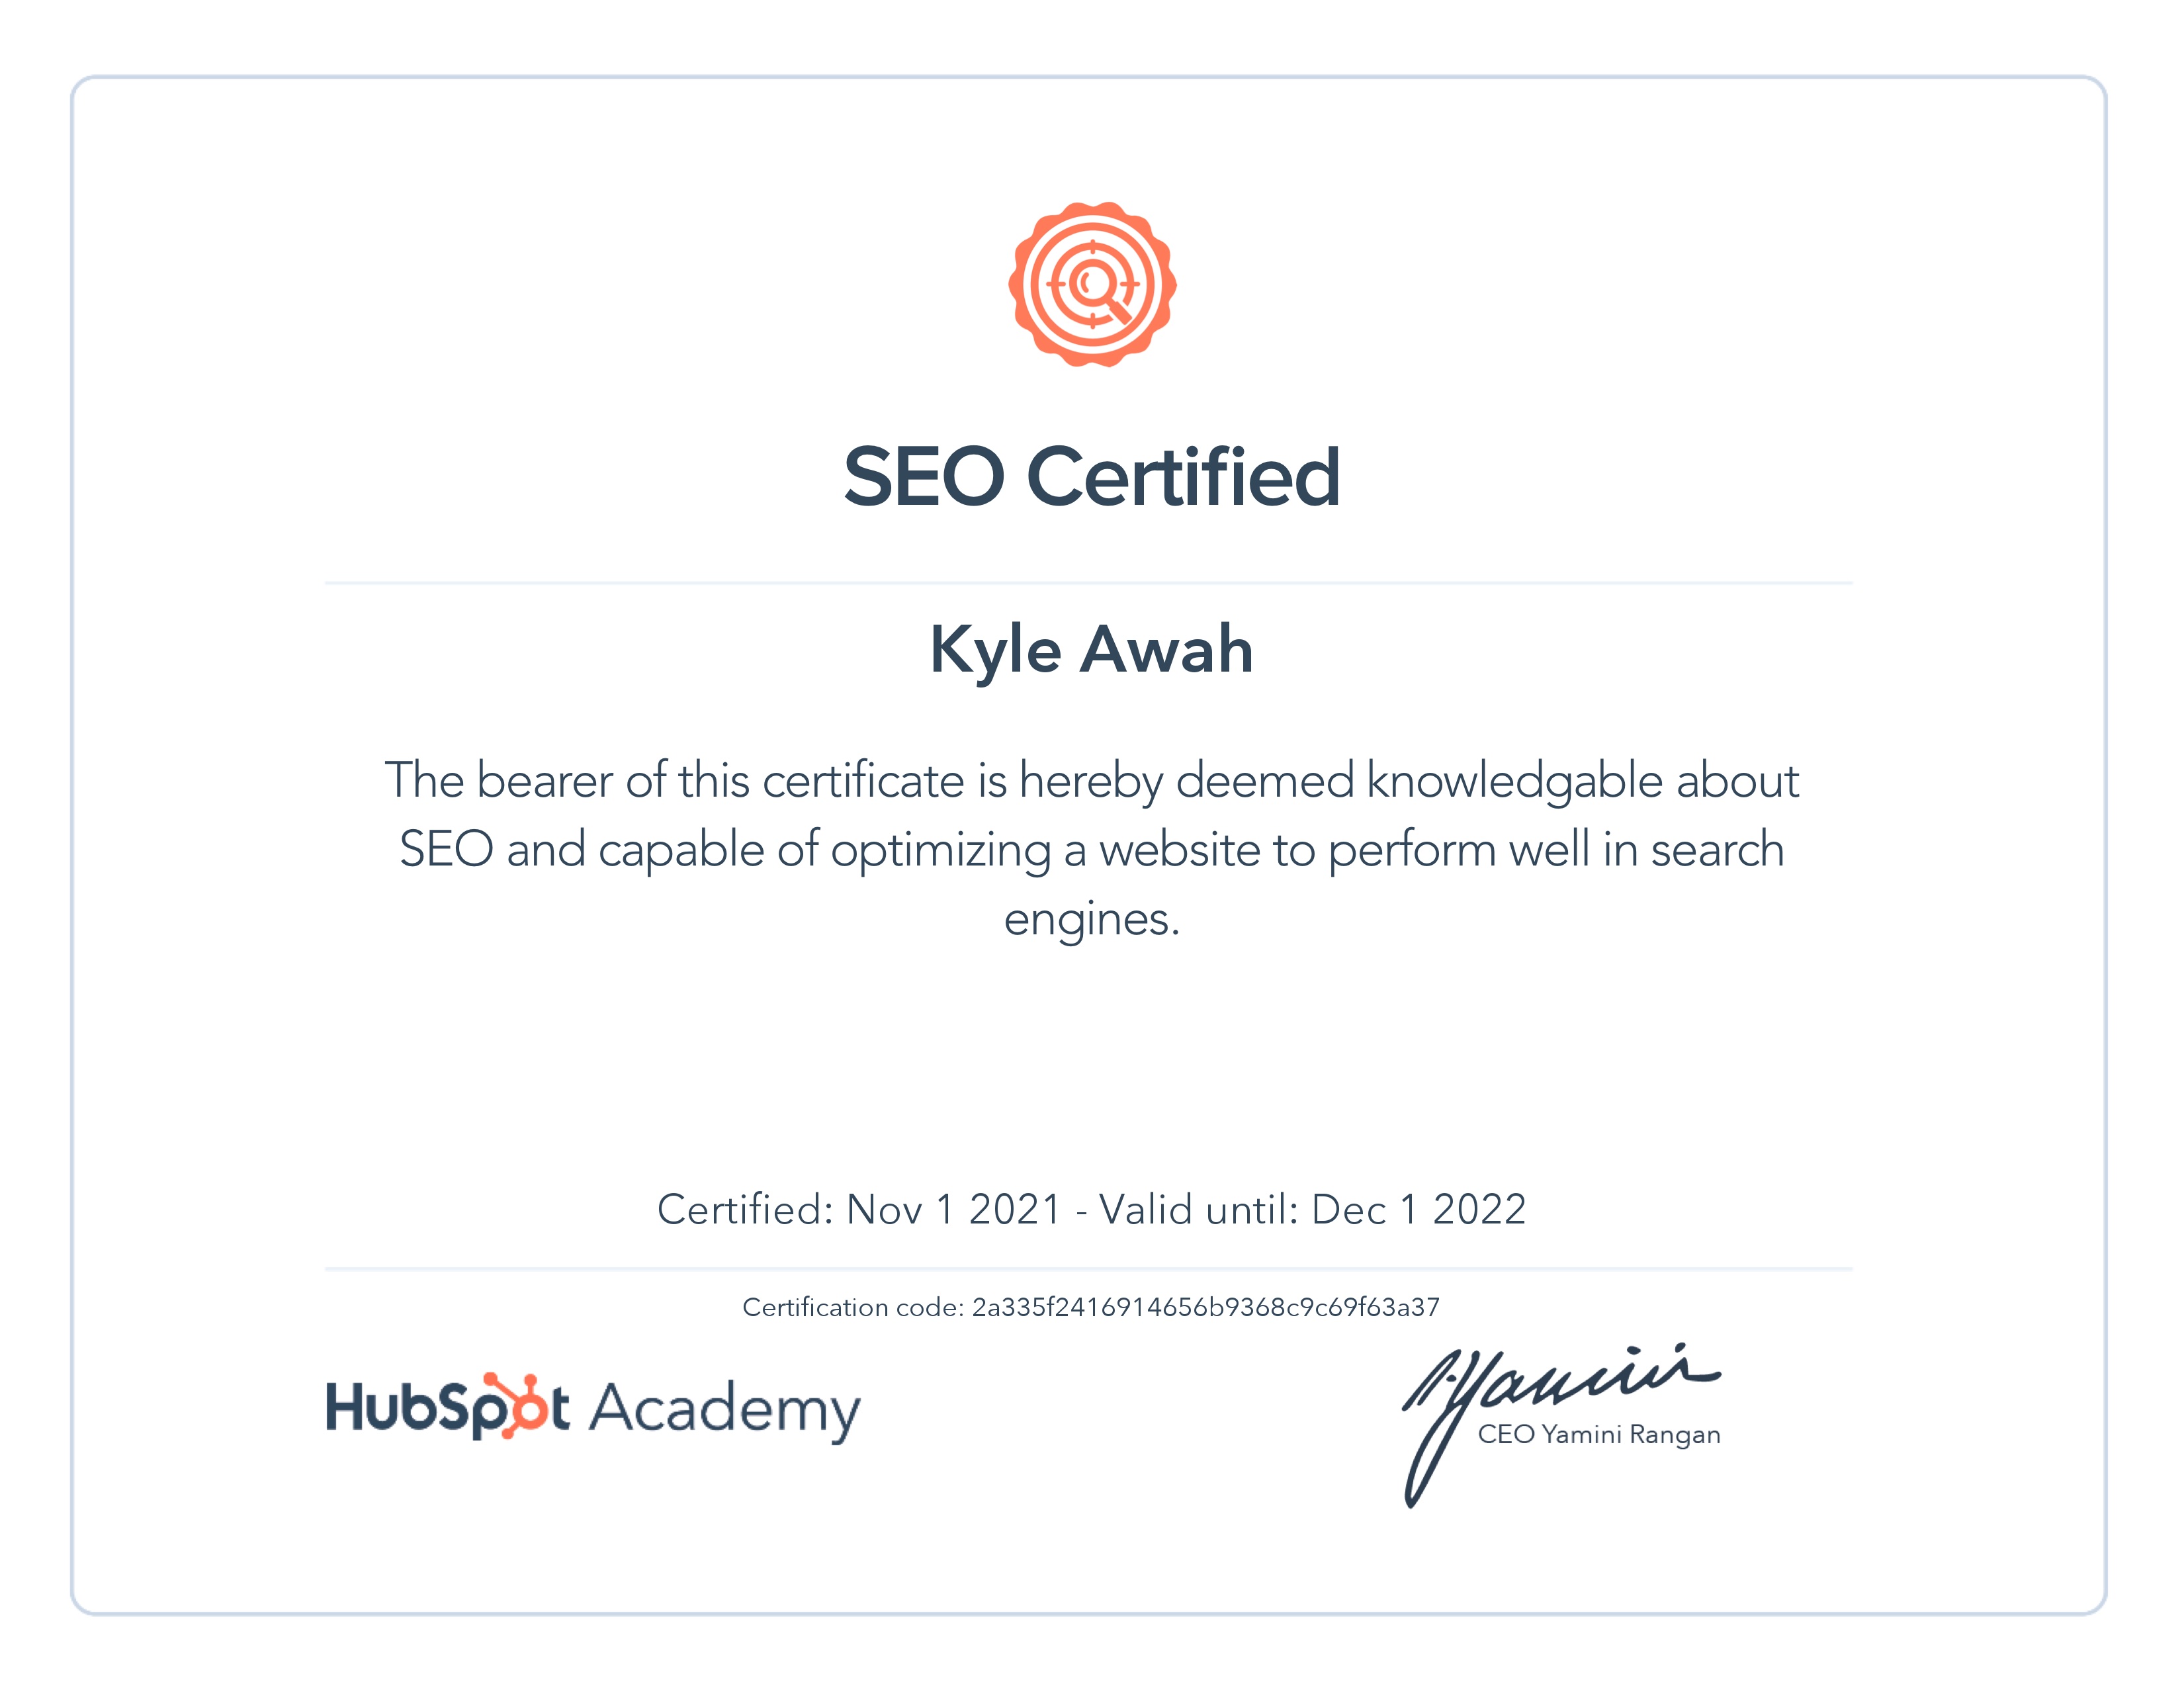 SEO Certified
Kyle Awah
The bearer of this certificate is hereby deemed knowledgable about
SEO and capable of optimizing a website to perform well in search
engines.
Certified: Nov 1 2021 - Valid until: Dec 1 2022
Certification code: 2a335f2416914656b9368c9c69f63a37
HubSpot Academy
Yamini
CEO Yamini Rangan